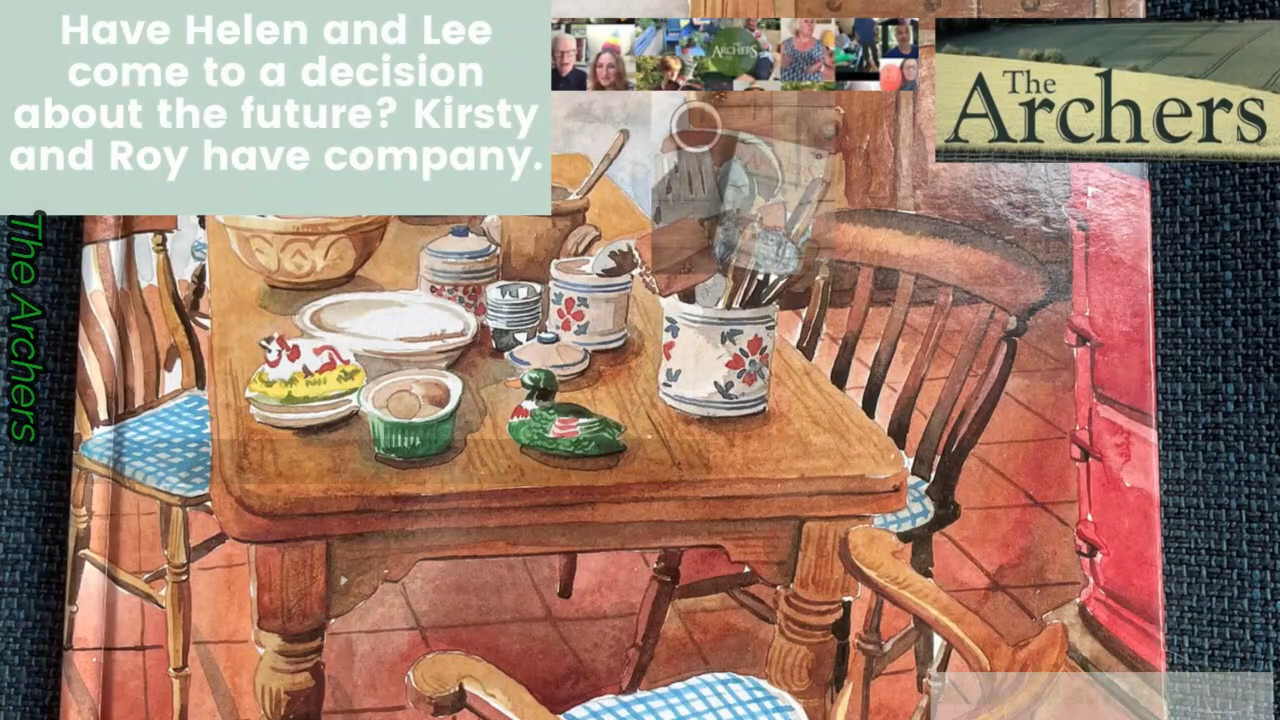 Have Helen and Lee
come to a decision
about the future? Kirsty
and Roy have company.
ARCHERS
The
Archers
The Archers